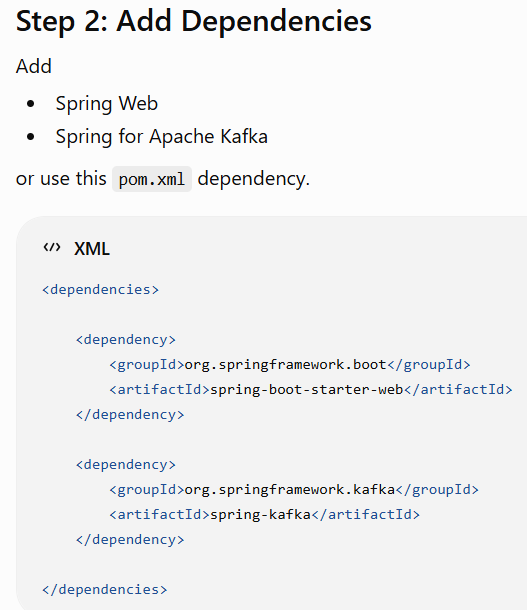 Step 2: Add Dependencies
Add
• Spring Web
• Spring for Apache Kafka
or use this pom.xml dependency.
</> XML
<dependencies>
    <dependency>
        <groupId>org.springframework.boot</groupId>
        <artifactId>spring-boot-starter-web</artifactId>
    </dependency>
    <dependency>
        <groupId>org.springframework.kafka</groupId>
        <artifactId>spring-kafka</artifactId>
    </dependency>
</dependencies>